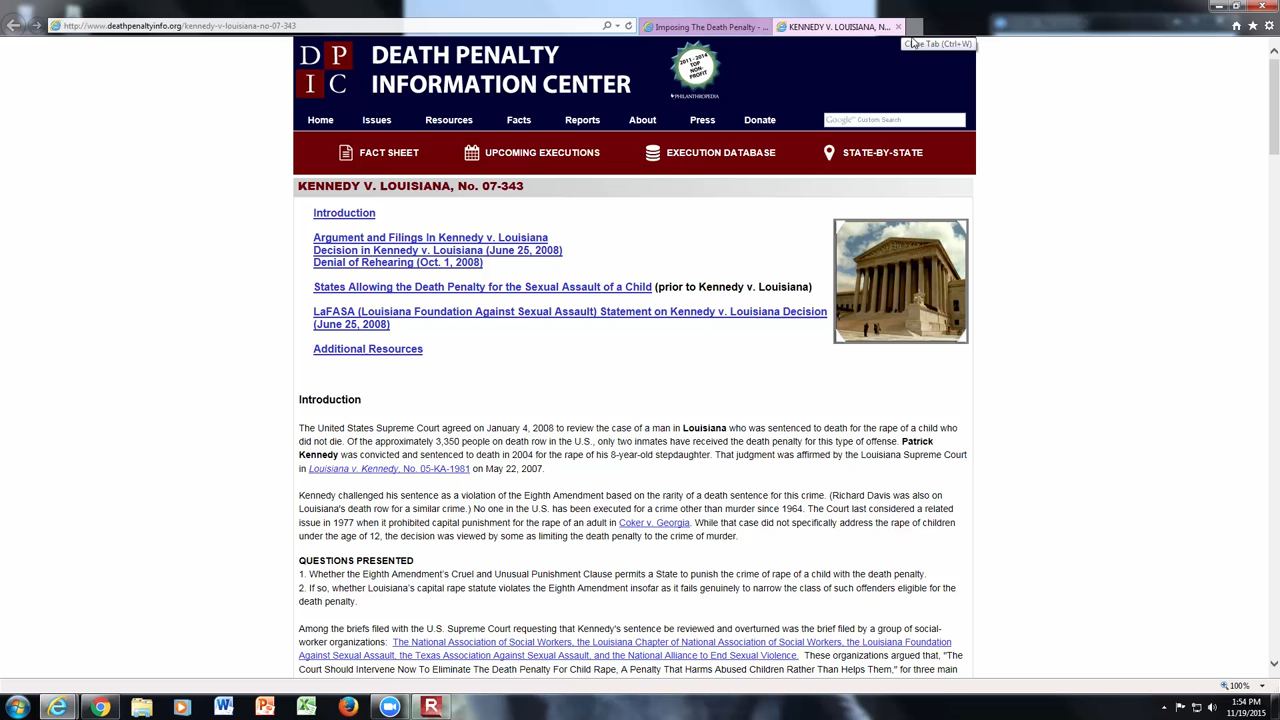 http://www.deathpenaltyinfo.org/kennedy-v-louisiana-no-07-343
Imposing The Death Penalty - ...
KENNEDY V. LOUISIANA, N...
Close Tab (Ctrl+W)
DPIC
DEATH PENALTY
INFORMATION CENTER
2011 - 2014
TOP
NON-
PROFIT
PHILANTHROPEDIA
Home Issues Resources Facts Reports About Press Donate
Google Custom Search
FACT SHEET UPCOMING EXECUTIONS EXECUTION DATABASE STATE-BY-STATE
KENNEDY V. LOUISIANA, No. 07-343
Introduction
Argument and Filings In Kennedy v. Louisiana
Decision in Kennedy v. Louisiana (June 25, 2008)
Denial of Rehearing (Oct. 1, 2008)
States Allowing the Death Penalty for the Sexual Assault of a Child (prior to Kennedy v. Louisiana)
LaFASA (Louisiana Foundation Against Sexual Assault) Statement on Kennedy v. Louisiana Decision
(June 25, 2008)
Additional Resources
Introduction
The United States Supreme Court agreed on January 4, 2008 to review the case of a man in Louisiana who was sentenced to death for the rape of a child who
did not die. Of the approximately 3,350 people on death row in the U.S., only two inmates have received the death penalty for this type of offense. Patrick
Kennedy was convicted and sentenced to death in 2004 for the rape of his 8-year-old stepdaughter. That judgment was affirmed by the Louisiana Supreme Court
in Louisiana v. Kennedy, No. 05-KA-1981 on May 22, 2007.
Kennedy challenged his sentence as a violation of the Eighth Amendment based on the rarity of a death sentence for this crime. (Richard Davis was also on
Louisiana's death row for a similar crime.) No one in the U.S. has been executed for a crime other than murder since 1964. The Court last considered a related
issue in 1977 when it prohibited capital punishment for the rape of an adult in Coker v. Georgia. While that case did not specifically address the rape of children
under the age of 12, the decision was viewed by some as limiting the death penalty to the crime of murder.
QUESTIONS PRESENTED
1. Whether the Eighth Amendment's Cruel and Unusual Punishment Clause permits a State to punish the crime of rape of a child with the death penalty.
2. If so, whether Louisiana's capital rape statute violates the Eighth Amendment insofar as it fails genuinely to narrow the class of such offenders eligible for the
death penalty.
Among the briefs filed with the U.S. Supreme Court requesting that Kennedy's sentence be reviewed and overturned was the brief filed by a group of social-
worker organizations: The National Association of Social Workers, the Louisiana Chapter of National Association of Social Workers, the Louisiana Foundation
Against Sexual Assault, the Texas Association Against Sexual Assault, and the National Alliance to End Sexual Violence. These organizations argued that, "The
Court Should Intervene Now To Eliminate The Death Penalty For Child Rape, A Penalty That Harms Abused Children Rather Than Helps Them," for three main
100%
1:54 PM
11/19/2015